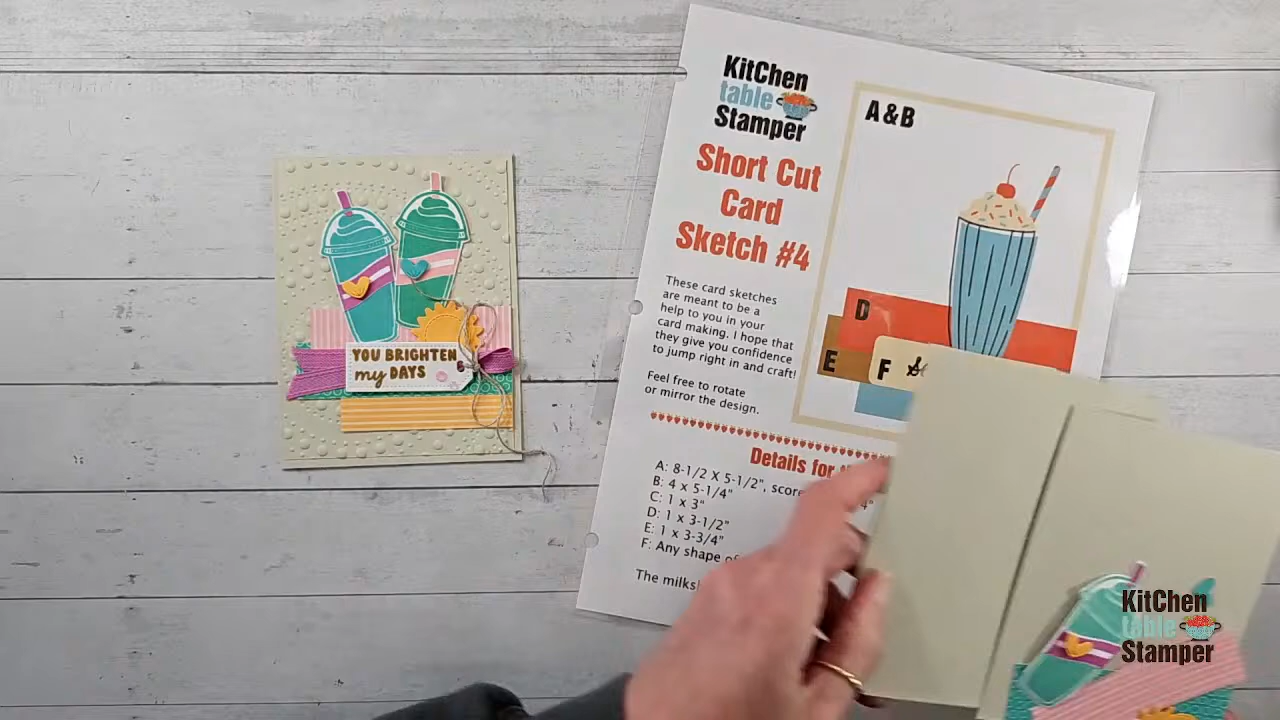 YOU BRIGHTEN
my DAYS
KitChen
table
Stamper
Short Cut
Card
Sketch #4
These card sketches
are meant to be a
help to you in your
card making. I hope that
they give you confidence
to jump right in and craft!
Feel free to rotate
or mirror the design.
A & B
D
E
F
Details for
A: 8-1/2 X 5-1/2", score
4"
B: 4 x 5-1/4"
C: 1 x 3"
D: 1 x 3-1/2"
E: 1 x 3-3/4"
F: Any shape
The
KitChen
table
Stamper